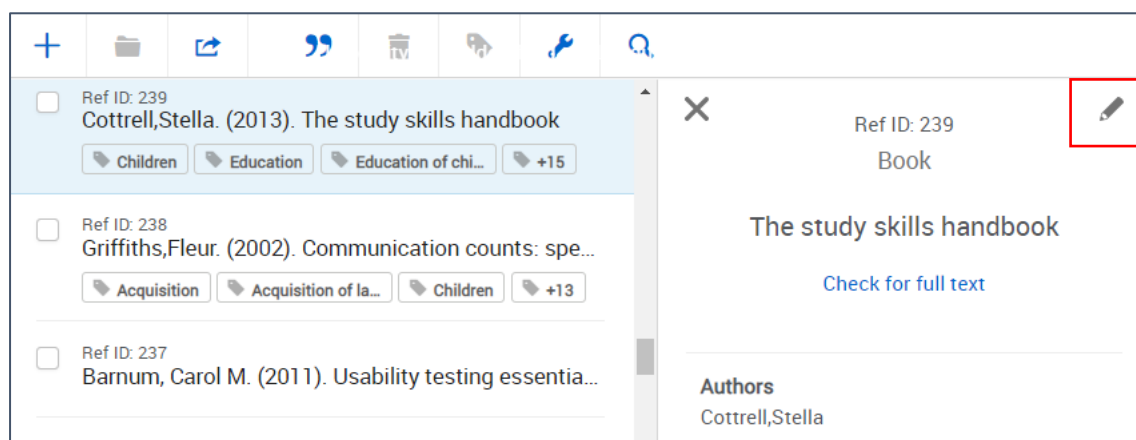 Ref ID: 239
Cottrell,Stella. (2013). The study skills handbook
Children Education Education of chi... +15
Ref ID: 238
Griffiths,Fleur. (2002). Communication counts: spe...
Acquisition Acquisition of la... Children +13
Ref ID: 237
Barnum, Carol M. (2011). Usability testing essentia...
Ref ID: 239
Book
The study skills handbook
Check for full text
Authors
Cottrell,Stella